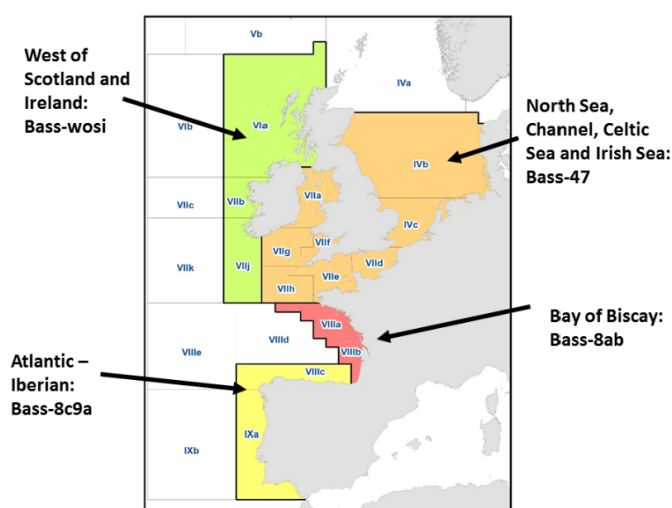 Vb
West of
Scotland and
Ireland:
Bass-wosi
IVa
North Sea,
Channel, Celtic
Sea and Irish Sea:
Bass-47
VIb
VIa
IVb
VIIc
VIIb
VIIa
IVc
VIIk
VIIj
VIIg
VIIf
VIIe
VIId
VIIh
Bay of Biscay:
Bass-8ab
VIIIe
VIIId
VIIIa
VIIIb
Atlantic –
Iberian:
Bass-8c9a
VIIIc
IXb
IXa